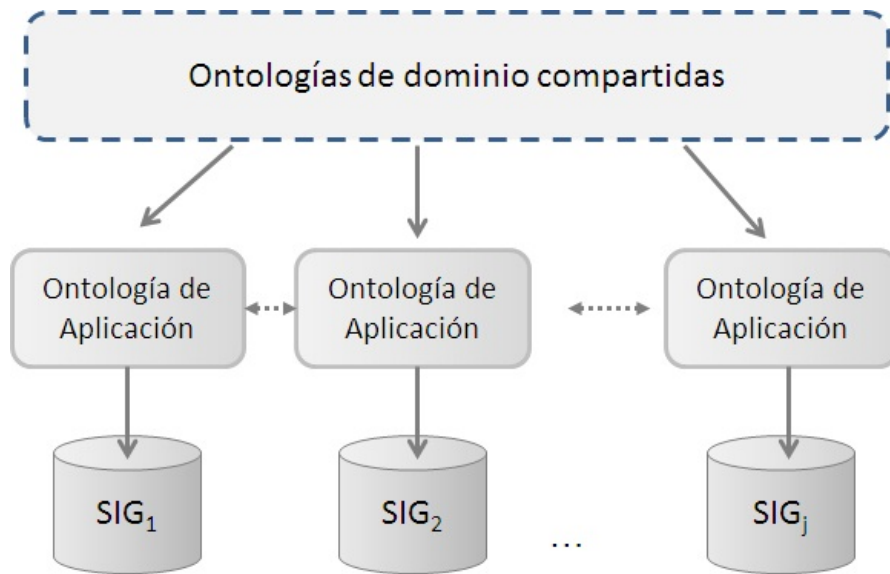 Ontologías de dominio compartidas
Ontología de Aplicación
Ontología de Aplicación
Ontología de Aplicación
SIG₁
SIG₂
...
SIGⱼ